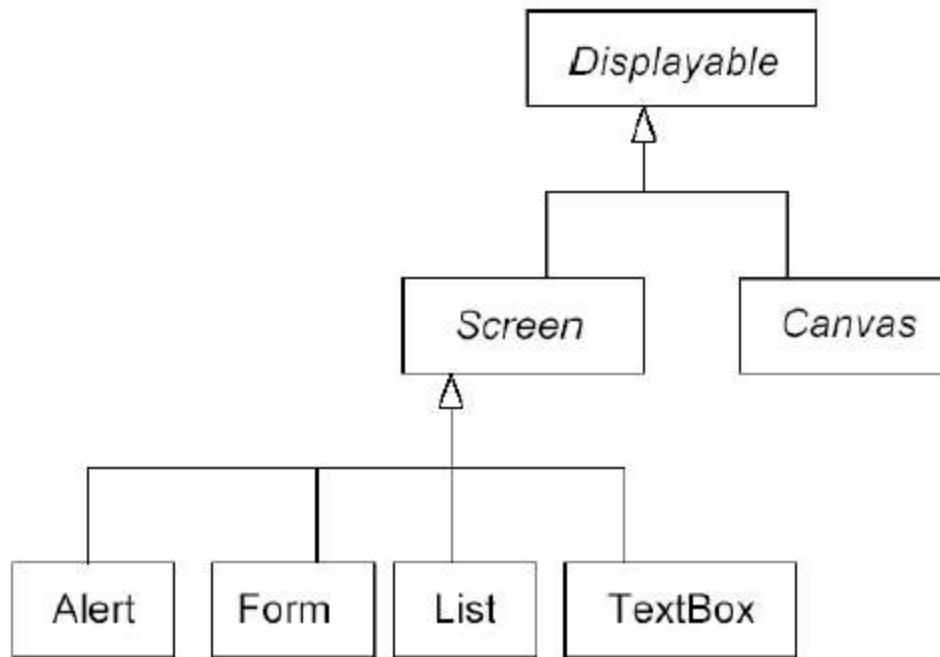 Displayable
Screen
Canvas
Alert
Form
List
TextBox